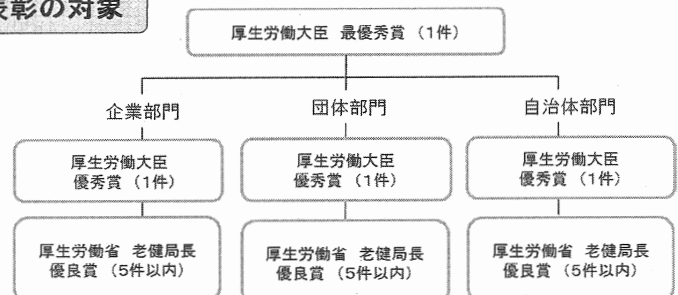 表彰の対象
厚生労働大臣 最優秀賞 (1件)
企業部門
団体部門
自治体部門
厚生労働大臣
優秀賞 (1件)
厚生労働大臣
優秀賞 (1件)
厚生労働大臣
優秀賞 (1件)
厚生労働省 老健局長
優良賞 (5件以内)
厚生労働省 老健局長
優良賞 (5件以内)
厚生労働省 老健局長
優良賞 (5件以内)